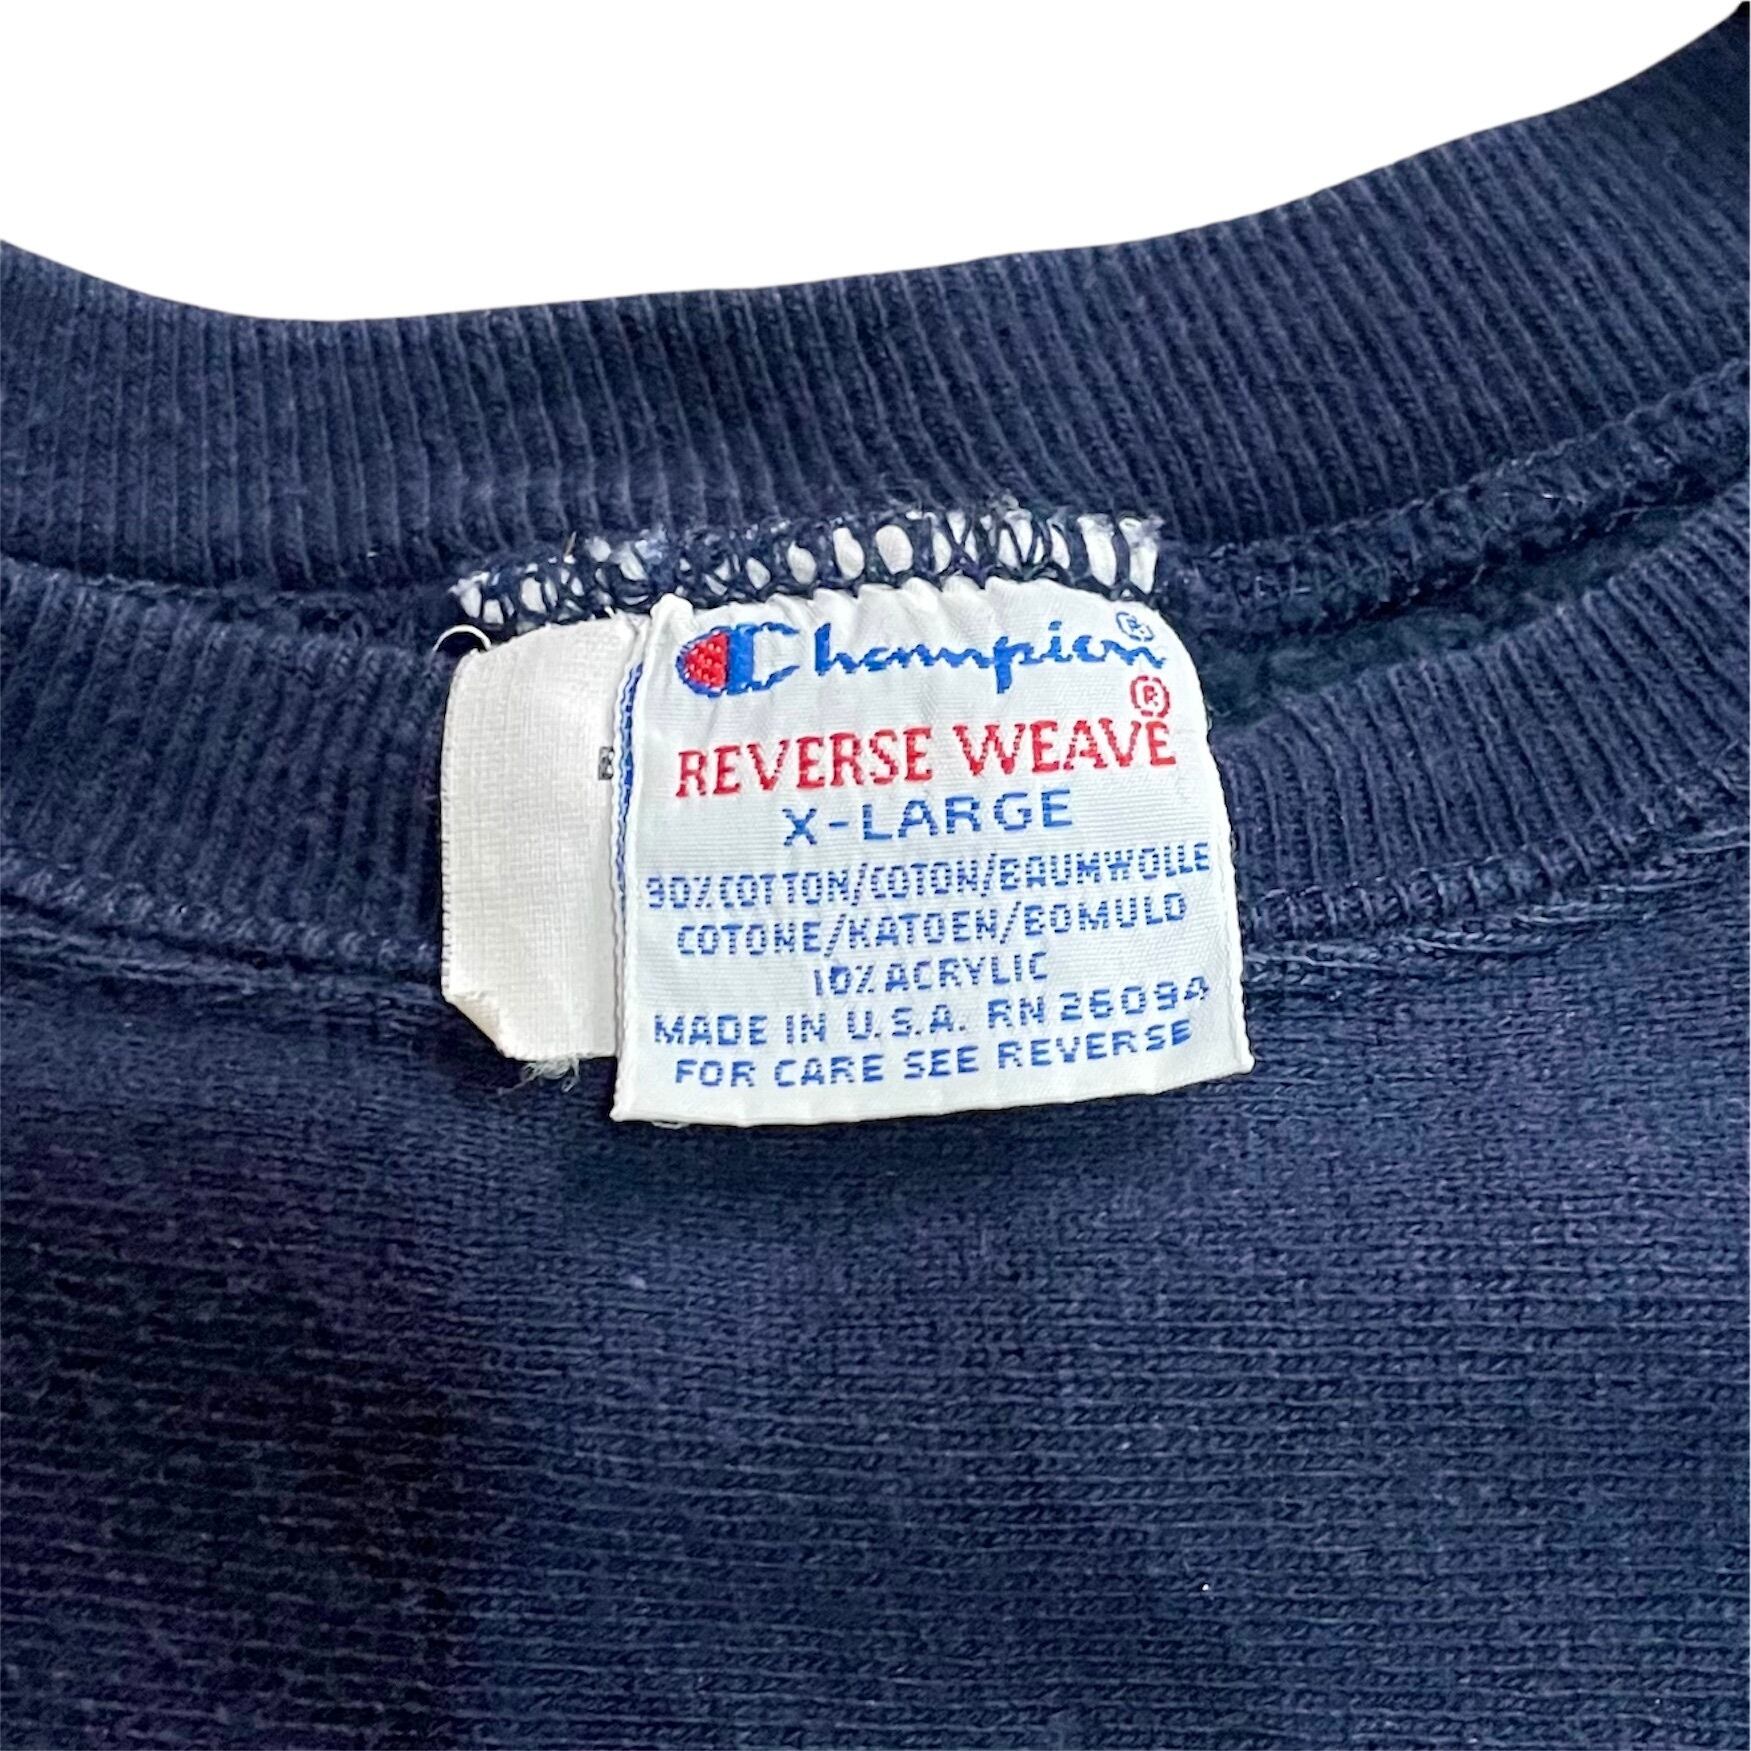 Champion®
REVERSE WEAVE®
X-LARGE
90% COTTON/COTON/BAUMWOLLE
COTONE/KATOEN/BOMULD
10% ACRYLIC
MADE IN U.S.A. RN 26094
FOR CARE SEE REVERSE